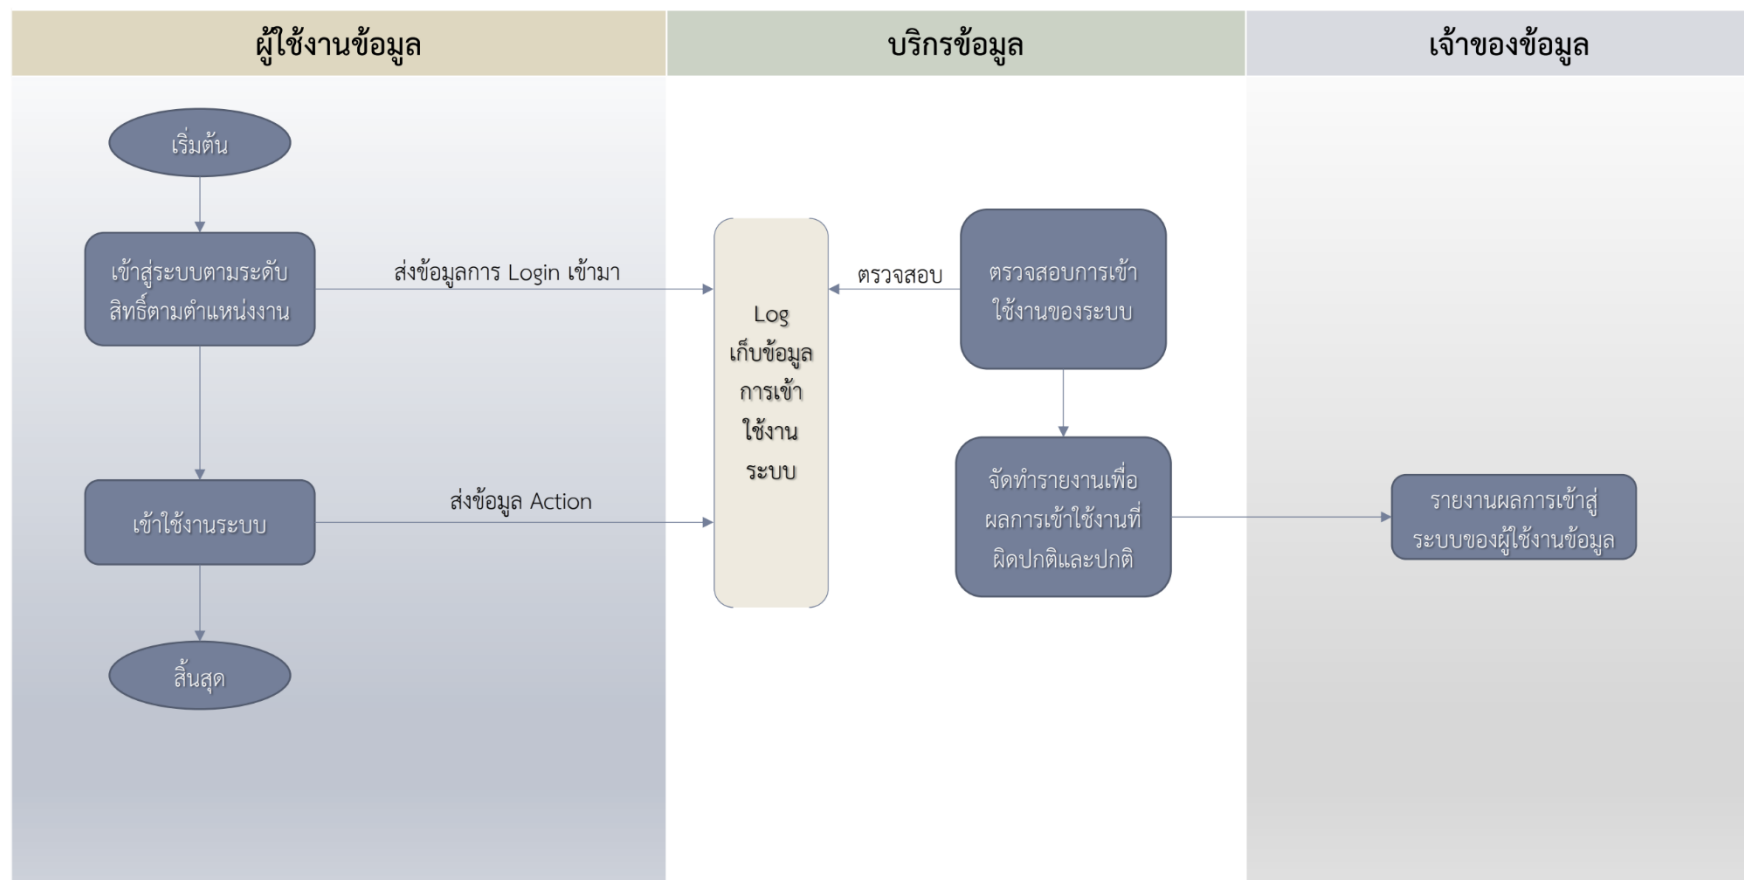 ผู้ใช้งานข้อมูล
บริกรข้อมูล
เจ้าของข้อมูล
เริ่มต้น
เข้าสู่ระบบตามระดับ
สิทธิ์ตามตำแหน่งงาน
ส่งข้อมูลการ Login เข้ามา
Log
เก็บข้อมูล
การเข้า
ใช้งาน
ระบบ
ตรวจสอบ
ตรวจสอบการเข้า
ใช้งานของระบบ
เข้าใช้งานระบบ
ส่งข้อมูล Action
จัดทำรายงานเพื่อ
ผลการเข้าใช้งานที่
ผิดปกติและปกติ
รายงานผลการเข้าสู่
ระบบของผู้ใช้งานข้อมูล
สิ้นสุด